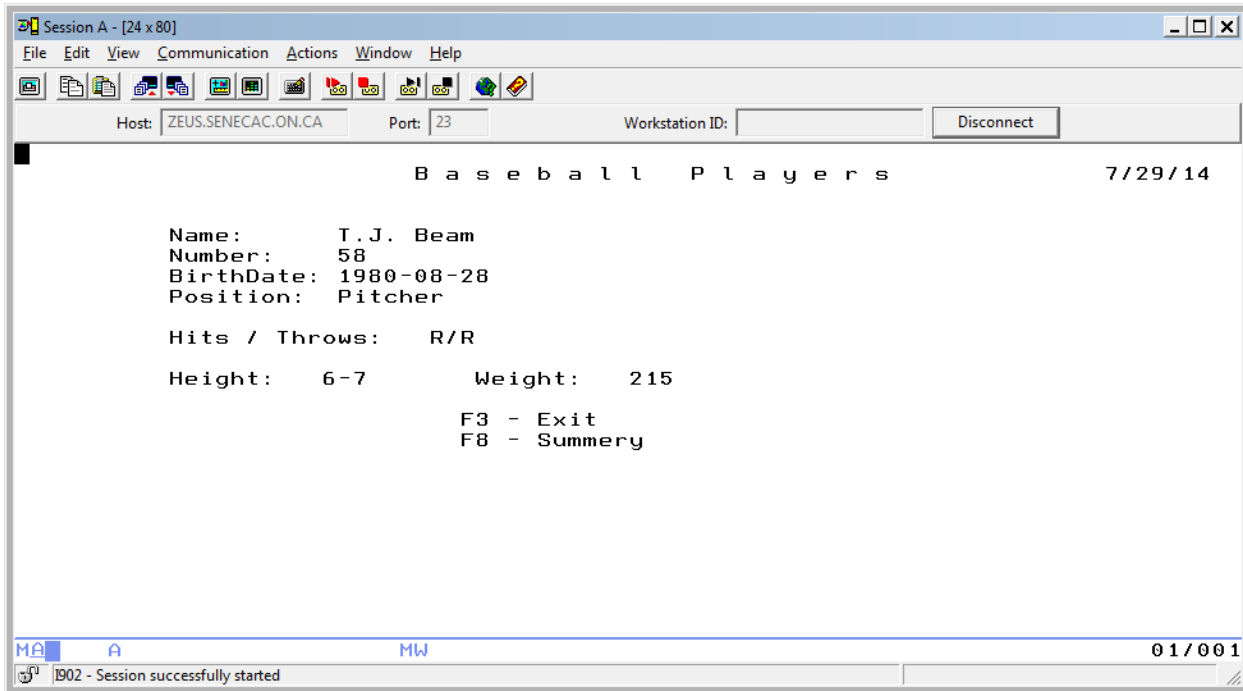 Session A - [24 x 80]
File Edit View Communication Actions Window Help
Host: ZEUS.SENECAC.ON.CA Port: 23 Workstation ID: Disconnect
B a s e b a l l P l a y e r s 7/29/14
Name: T.J. Beam
Number: 58
BirthDate: 1980-08-28
Position: Pitcher
Hits / Throws: R/R
Height: 6-7 Weight: 215
F3 - Exit
F8 - Summery
MA A MW 01/001
I902 - Session successfully started